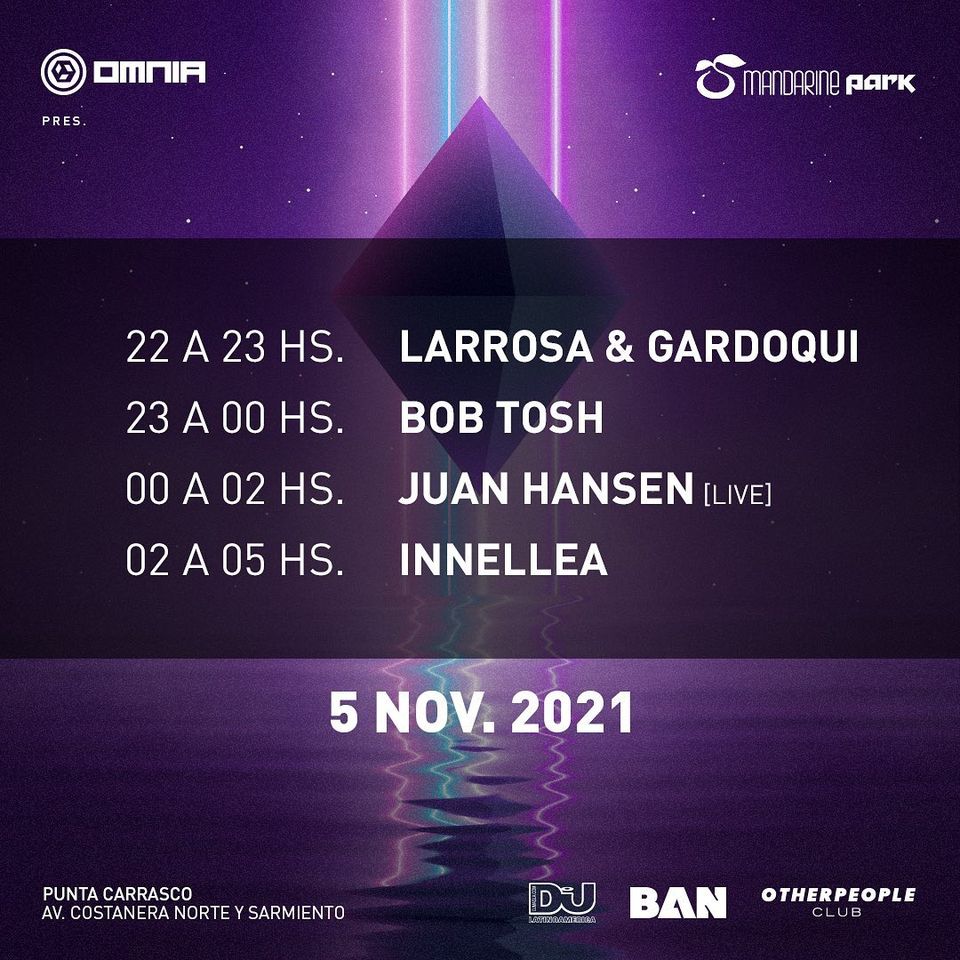 OMNIA
PRES.
MANDARINE PARK
22 A 23 HS. LARROSA & GARDOQUI
23 A 00 HS. BOB TOSH
00 A 02 HS. JUAN HANSEN [LIVE]
02 A 05 HS. INNELLEA
5 NOV. 2021
PUNTA CARRASCO
AV. COSTANERA NORTE Y SARMIENTO
DJ
LATINOAMERICA
BAN
OTHERPEOPLE
CLUB